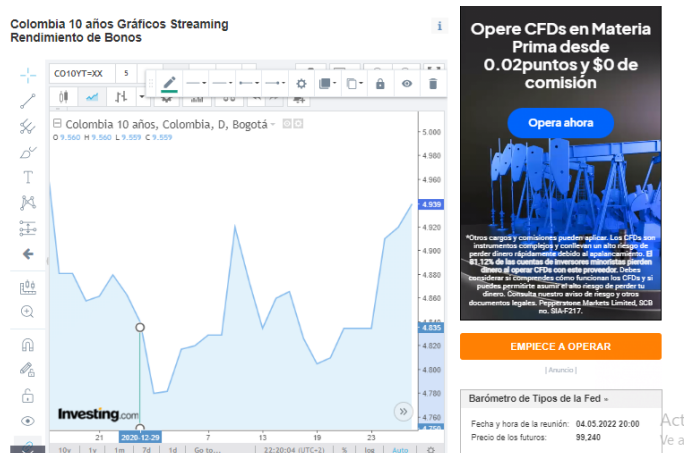 Colombia 10 años Gráficos Streaming
Rendimiento de Bonos
CO10YT=XX
5
Colombia 10 años, Colombia, D, Bogotá
O 9.560 H 9.560 L 9.559 C 9.559
5.000
4.980
4.960
4.939
4.920
4.900
4.880
4.860
4.840
4.835
4.820
4.800
4.780
4.760
4.750
Investing.com
21
2020-12-29
7
13
19
23
10y 1y 1m 7d 1d Go to... 22:20:04 (UTC-2) % log Auto
Opere CFDs en Materia
Prima desde
0.02puntos y $0 de
comisión
Opera ahora
*Otros cargos y comisiones pueden aplicar. Los CFDs son
instrumentos complejos y conllevan un alto riesgo de
perder dinero rápidamente debido al apalancamiento. El
81.12% de las cuentas de inversores minoristas pierden
dinero al operar CFDs con este proveedor. Debes
considerar si comprendes cómo funcionan los CFDs y si
puedes permitirte asumir el alto riesgo de perder tu
dinero. Consulta nuestro aviso de riesgo y otros
documentos legales. Pepperstone Markets Limited, SCB
no. SIA-F217.
EMPIECE A OPERAR
| Anuncio |
Barómetro de Tipos de la Fed »
Fecha y hora de la reunión: 04.05.2022 20:00
Precio de los futuros: 99,240
Act
Ve a